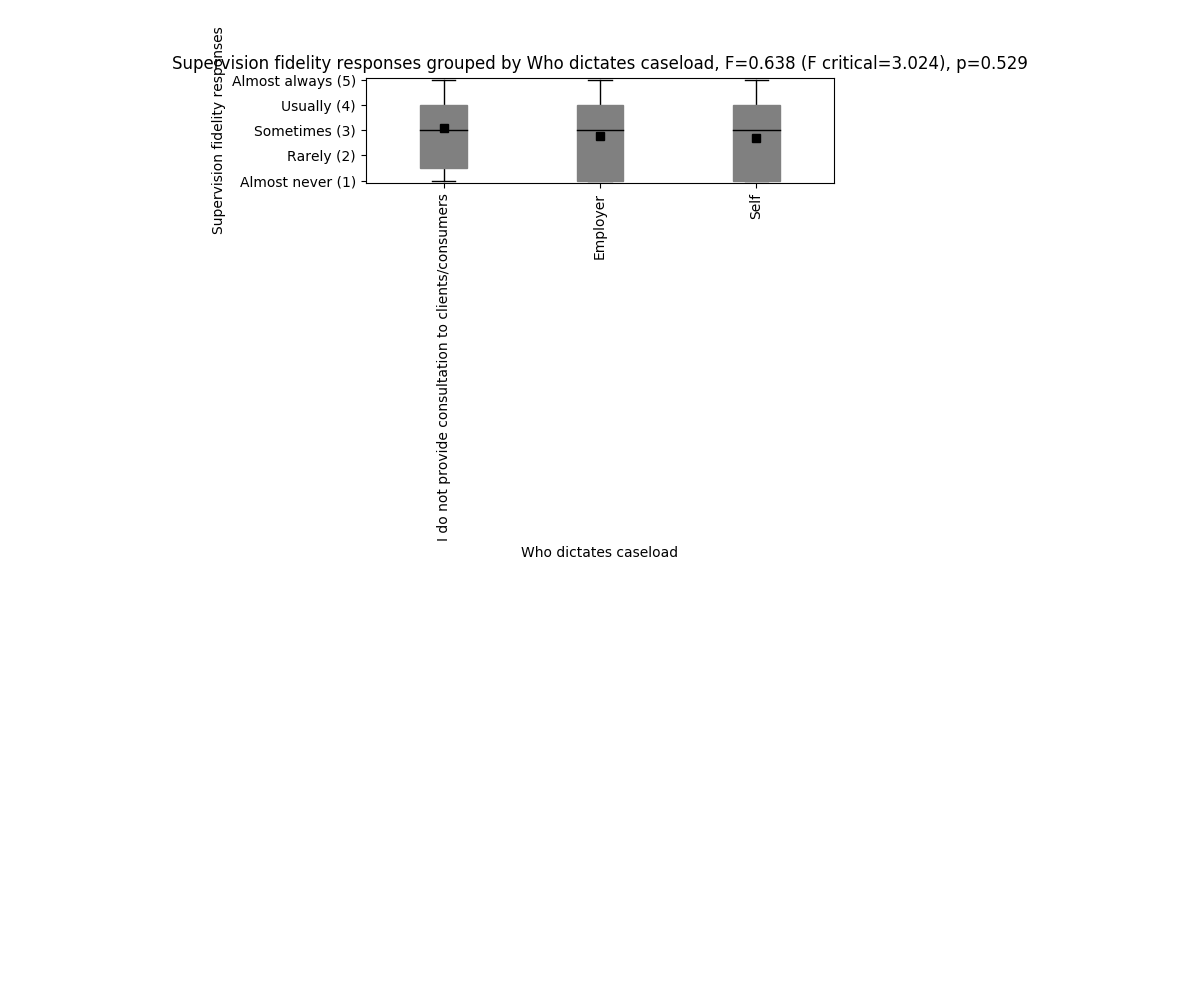 Supervision fidelity responses grouped by Who dictates caseload, F=0.638 (F critical=3.024), p=0.529
Supervision fidelity responses
Almost always (5)
Usually (4)
Sometimes (3)
Rarely (2)
Almost never (1)
I do not provide consultation to clients/consumers
Employer
Self
Who dictates caseload